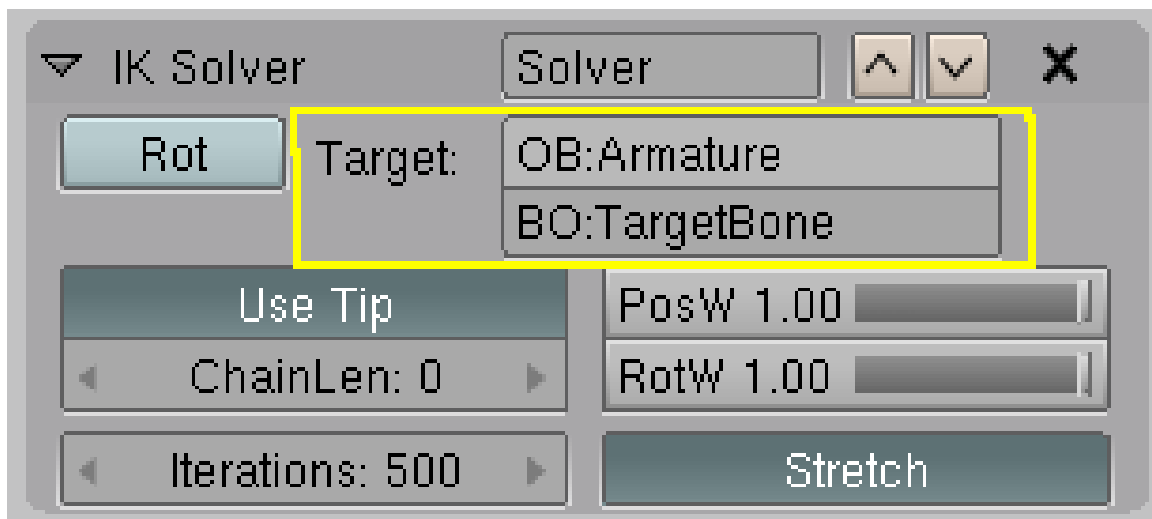 IK Solver Solver
Rot Target: OB:Armature
BO:TargetBone
Use Tip PosW 1.00
ChainLen: 0 RotW 1.00
Iterations: 500 Stretch